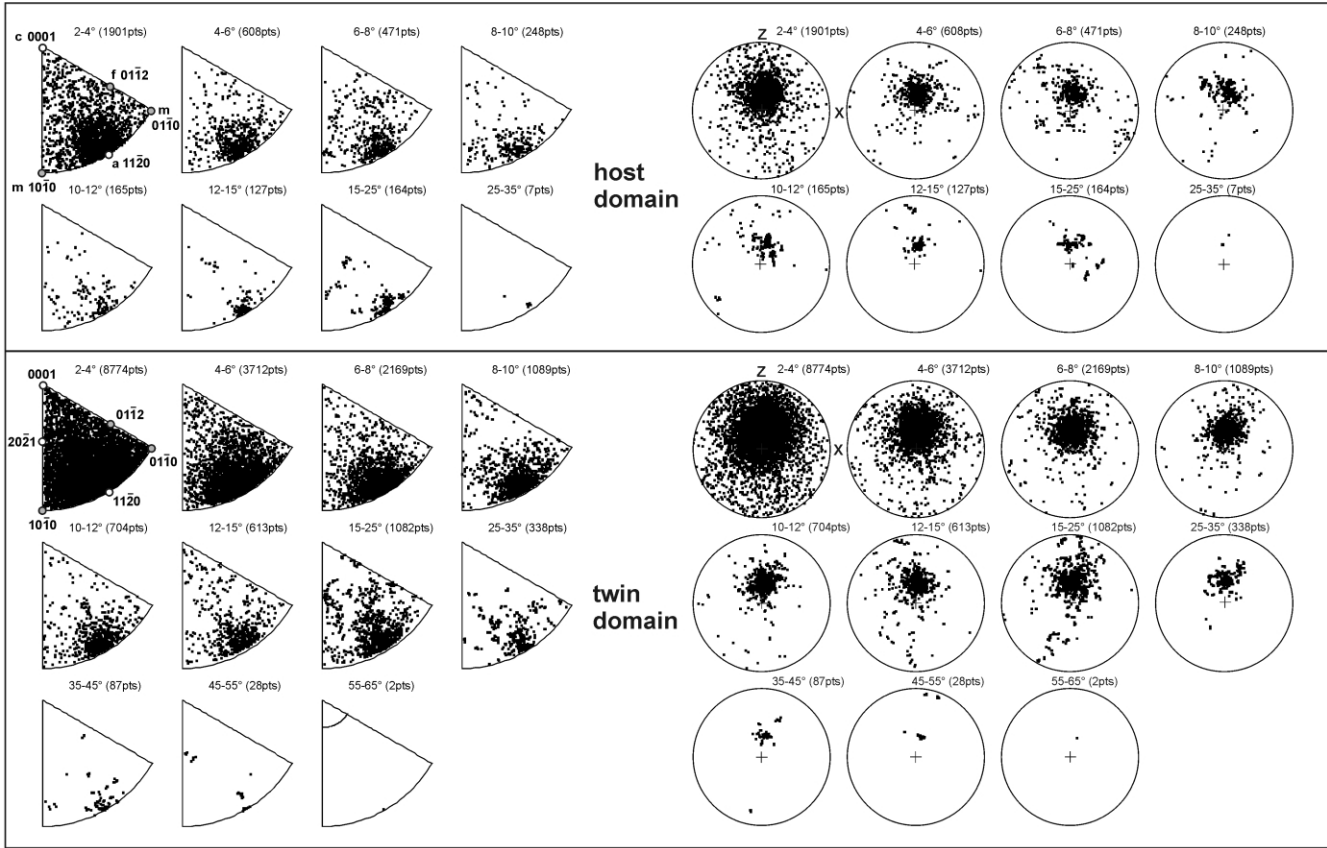 2-4° (1901pts) 4-6° (608pts) 6-8° (471pts) 8-10° (248pts)
c 0001
f 011̄2
m
011̄0
a 112̄0
m 101̄0
10-12° (165pts) 12-15° (127pts) 15-25° (164pts) 25-35° (7pts)
host
domain
Z 2-4° (1901pts) 4-6° (608pts) 6-8° (471pts) 8-10° (248pts)
X
10-12° (165pts) 12-15° (127pts) 15-25° (164pts) 25-35° (7pts)
2-4° (8774pts) 4-6° (3712pts) 6-8° (2169pts) 8-10° (1089pts)
0001
011̄2
202̄1
011̄0
112̄0
101̄0
10-12° (704pts) 12-15° (613pts) 15-25° (1082pts) 25-35° (338pts)
35-45° (87pts) 45-55° (28pts) 55-65° (2pts)
twin
domain
Z 2-4° (8774pts) 4-6° (3712pts) 6-8° (2169pts) 8-10° (1089pts)
X
10-12° (704pts) 12-15° (613pts) 15-25° (1082pts) 25-35° (338pts)
35-45° (87pts) 45-55° (28pts) 55-65° (2pts)